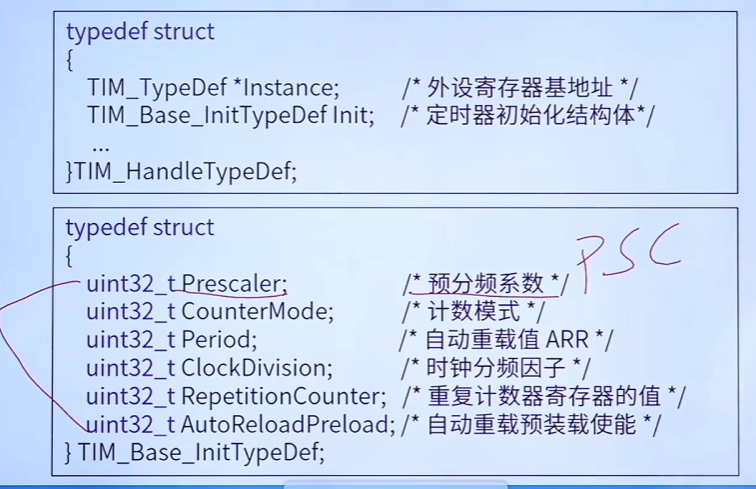 typedef struct
{
TIM_TypeDef *Instance; /* 外设寄存器基地址 */
TIM_Base_InitTypeDef Init; /* 定时器初始化结构体*/
...
}TIM_HandleTypeDef;
typedef struct
{
uint32_t Prescaler; /* 预分频系数 */ PSC
uint32_t CounterMode; /* 计数模式 */
uint32_t Period; /* 自动重载值 ARR */
uint32_t ClockDivision; /* 时钟分频因子 */
uint32_t RepetitionCounter; /* 重复计数器寄存器的值 */
uint32_t AutoReloadPreload; /* 自动重载预装载使能 */
} TIM_Base_InitTypeDef;